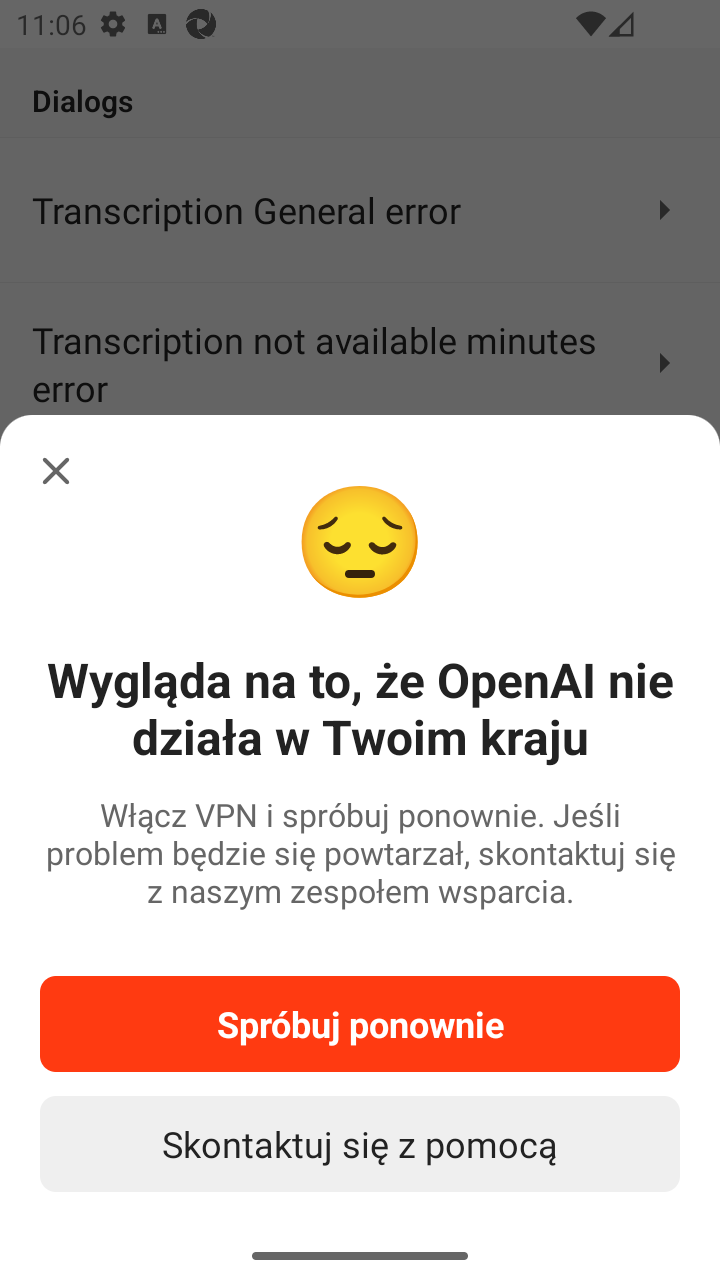 11:06
Dialogs
Transcription General error
Transcription not available minutes
error
Wygląda na to, że OpenAI nie
działa w Twoim kraju
Włącz VPN i spróbuj ponownie. Jeśli
problem będzie się powtarzał, skontaktuj się
z naszym zespołem wsparcia.
Spróbuj ponownie
Skontaktuj się z pomocą